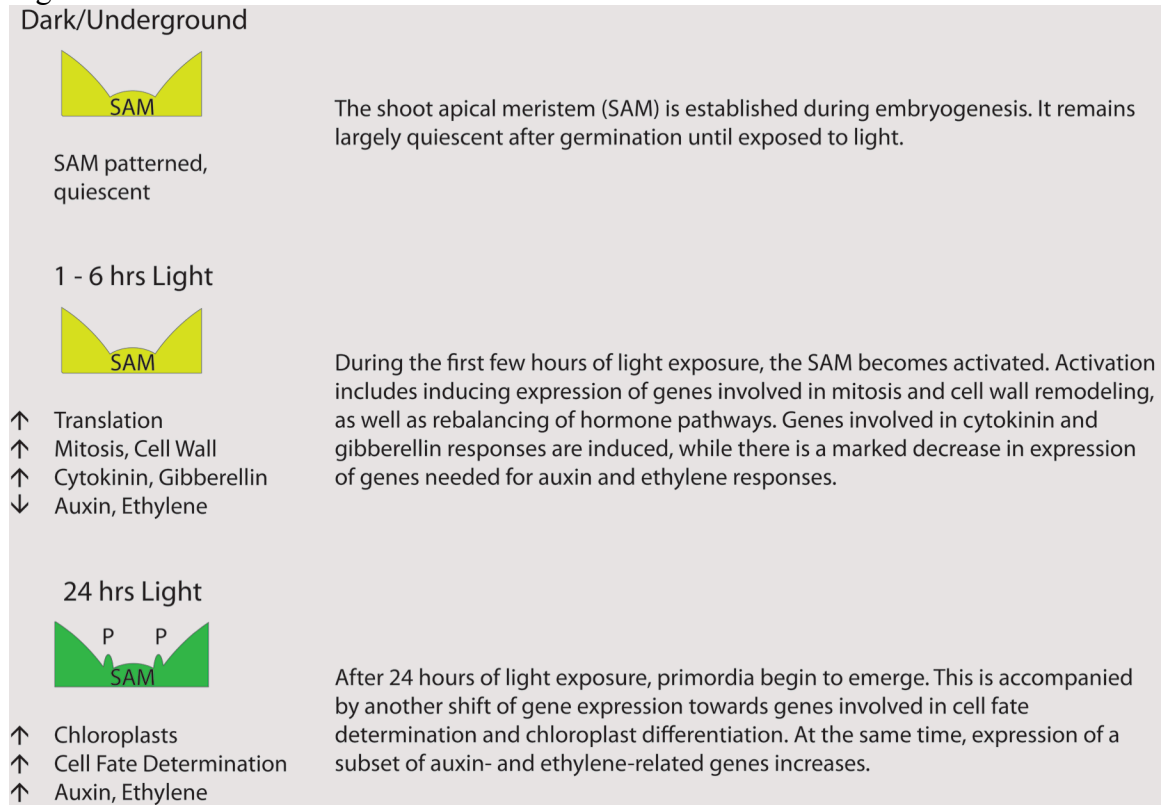 Dark/Underground
SAM
SAM patterned,
quiescent
The shoot apical meristem (SAM) is established during embryogenesis. It remains
largely quiescent after germination until exposed to light.
1 - 6 hrs Light
SAM
↑ Translation
↑ Mitosis, Cell Wall
↑ Cytokinin, Gibberellin
↓ Auxin, Ethylene
During the first few hours of light exposure, the SAM becomes activated. Activation
includes inducing expression of genes involved in mitosis and cell wall remodeling,
as well as rebalancing of hormone pathways. Genes involved in cytokinin and
gibberellin responses are induced, while there is a marked decrease in expression
of genes needed for auxin and ethylene responses.
24 hrs Light
P P
SAM
↑ Chloroplasts
↑ Cell Fate Determination
↑ Auxin, Ethylene
After 24 hours of light exposure, primordia begin to emerge. This is accompanied
by another shift of gene expression towards genes involved in cell fate
determination and chloroplast differentiation. At the same time, expression of a
subset of auxin- and ethylene-related genes increases.